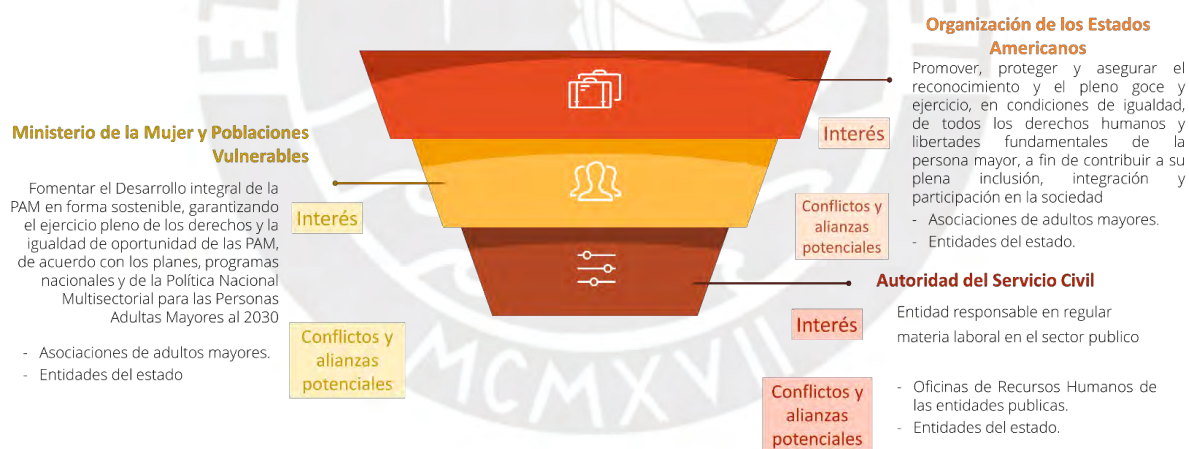 Organización de los Estados
Americanos
Promover, proteger y asegurar el
reconocimiento y el pleno goce y
ejercicio, en condiciones de igualdad,
de todos los derechos humanos y
libertades fundamentales de la
persona mayor, a fin de contribuir a su
plena inclusión, integración y
participación en la sociedad
- Asociaciones de adultos mayores.
- Entidades del estado.
Interés
Conflictos y
alianzas
potenciales
Ministerio de la Mujer y Poblaciones
Vulnerables
Fomentar el Desarrollo integral de la
PAM en forma sostenible, garantizando
el ejercicio pleno de los derechos y la
igualdad de oportunidad de las PAM,
de acuerdo con los planes, programas
nacionales y de la Política Nacional
Multisectorial para las Personas
Adultas Mayores al 2030
- Asociaciones de adultos mayores.
- Entidades del estado
Interés
Conflictos y
alianzas
potenciales
Autoridad del Servicio Civil
Entidad responsable en regular
materia laboral en el sector publico
- Oficinas de Recursos Humanos de
las entidades publicas.
- Entidades del estado.
Interés
Conflictos y
alianzas
potenciales
MCMXVII